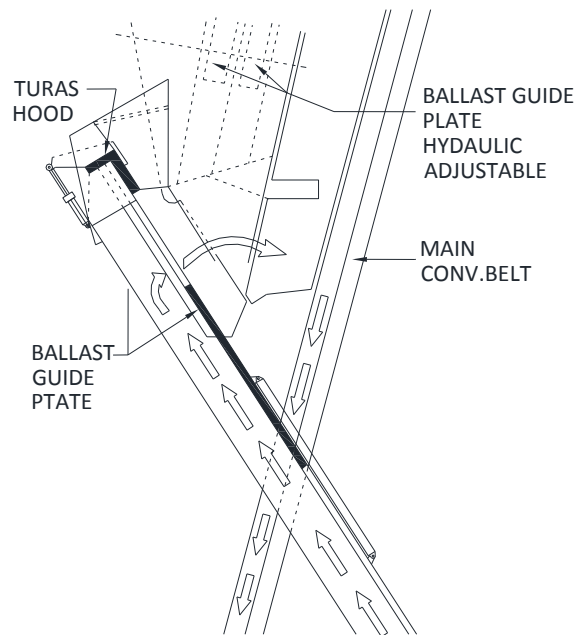 TURAS
HOOD
BALLAST GUIDE
PLATE
HYDAULIC
ADJUSTABLE
MAIN
CONV.BELT
BALLAST
GUIDE
PTATE